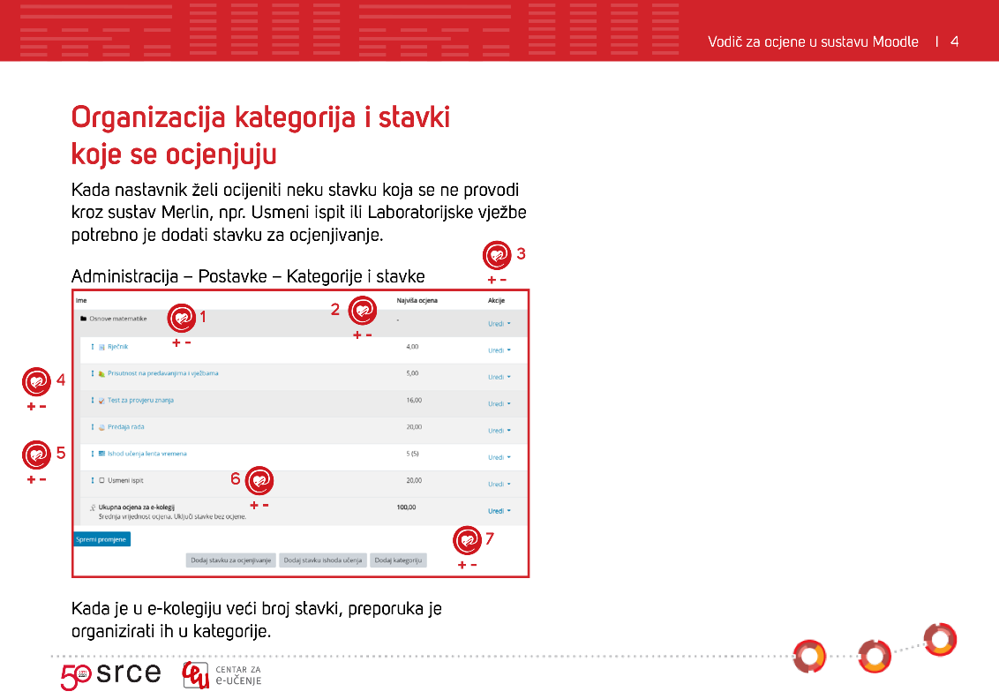 Vodič za ocjene u sustavu Moodle | 4
Organizacija kategorija i stavki
koje se ocjenjuju
Kada nastavnik želi ocijeniti neku stavku koja se ne provodi
kroz sustav Merlin, npr. Usmeni ispit ili Laboratorijske vježbe
potrebno je dodati stavku za ocjenjivanje.
3
+ -
Administracija – Postavke – Kategorije i stavke
Ime Najviša ocjena Akcije
Osnove matematike - Uredi
1
+ -
2
+ -
Rječnik 4,00 Uredi
Prisutnost na predavanjima i vježbama 5,00 Uredi
4
+ -
Test za provjeru znanja 16,00 Uredi
Predaja rada 20,00 Uredi
5
+ -
Ishod učenja lenta vremena 5 (5) Uredi
Usmeni ispit 20,00 Uredi
6
+ -
Ukupna ocjena za e-kolegij 100,00 Uredi
Srednja vrijednost ocjena. Uključi stavke bez ocjene.
Spremi promjene
7
+ -
Dodaj stavku za ocjenjivanje Dodaj stavku ishoda učenja Dodaj kategoriju
Kada je u e-kolegiju veći broj stavki, preporuka je
organizirati ih u kategorije.
50 srce
ceu CENTAR ZA
e-UČENJE